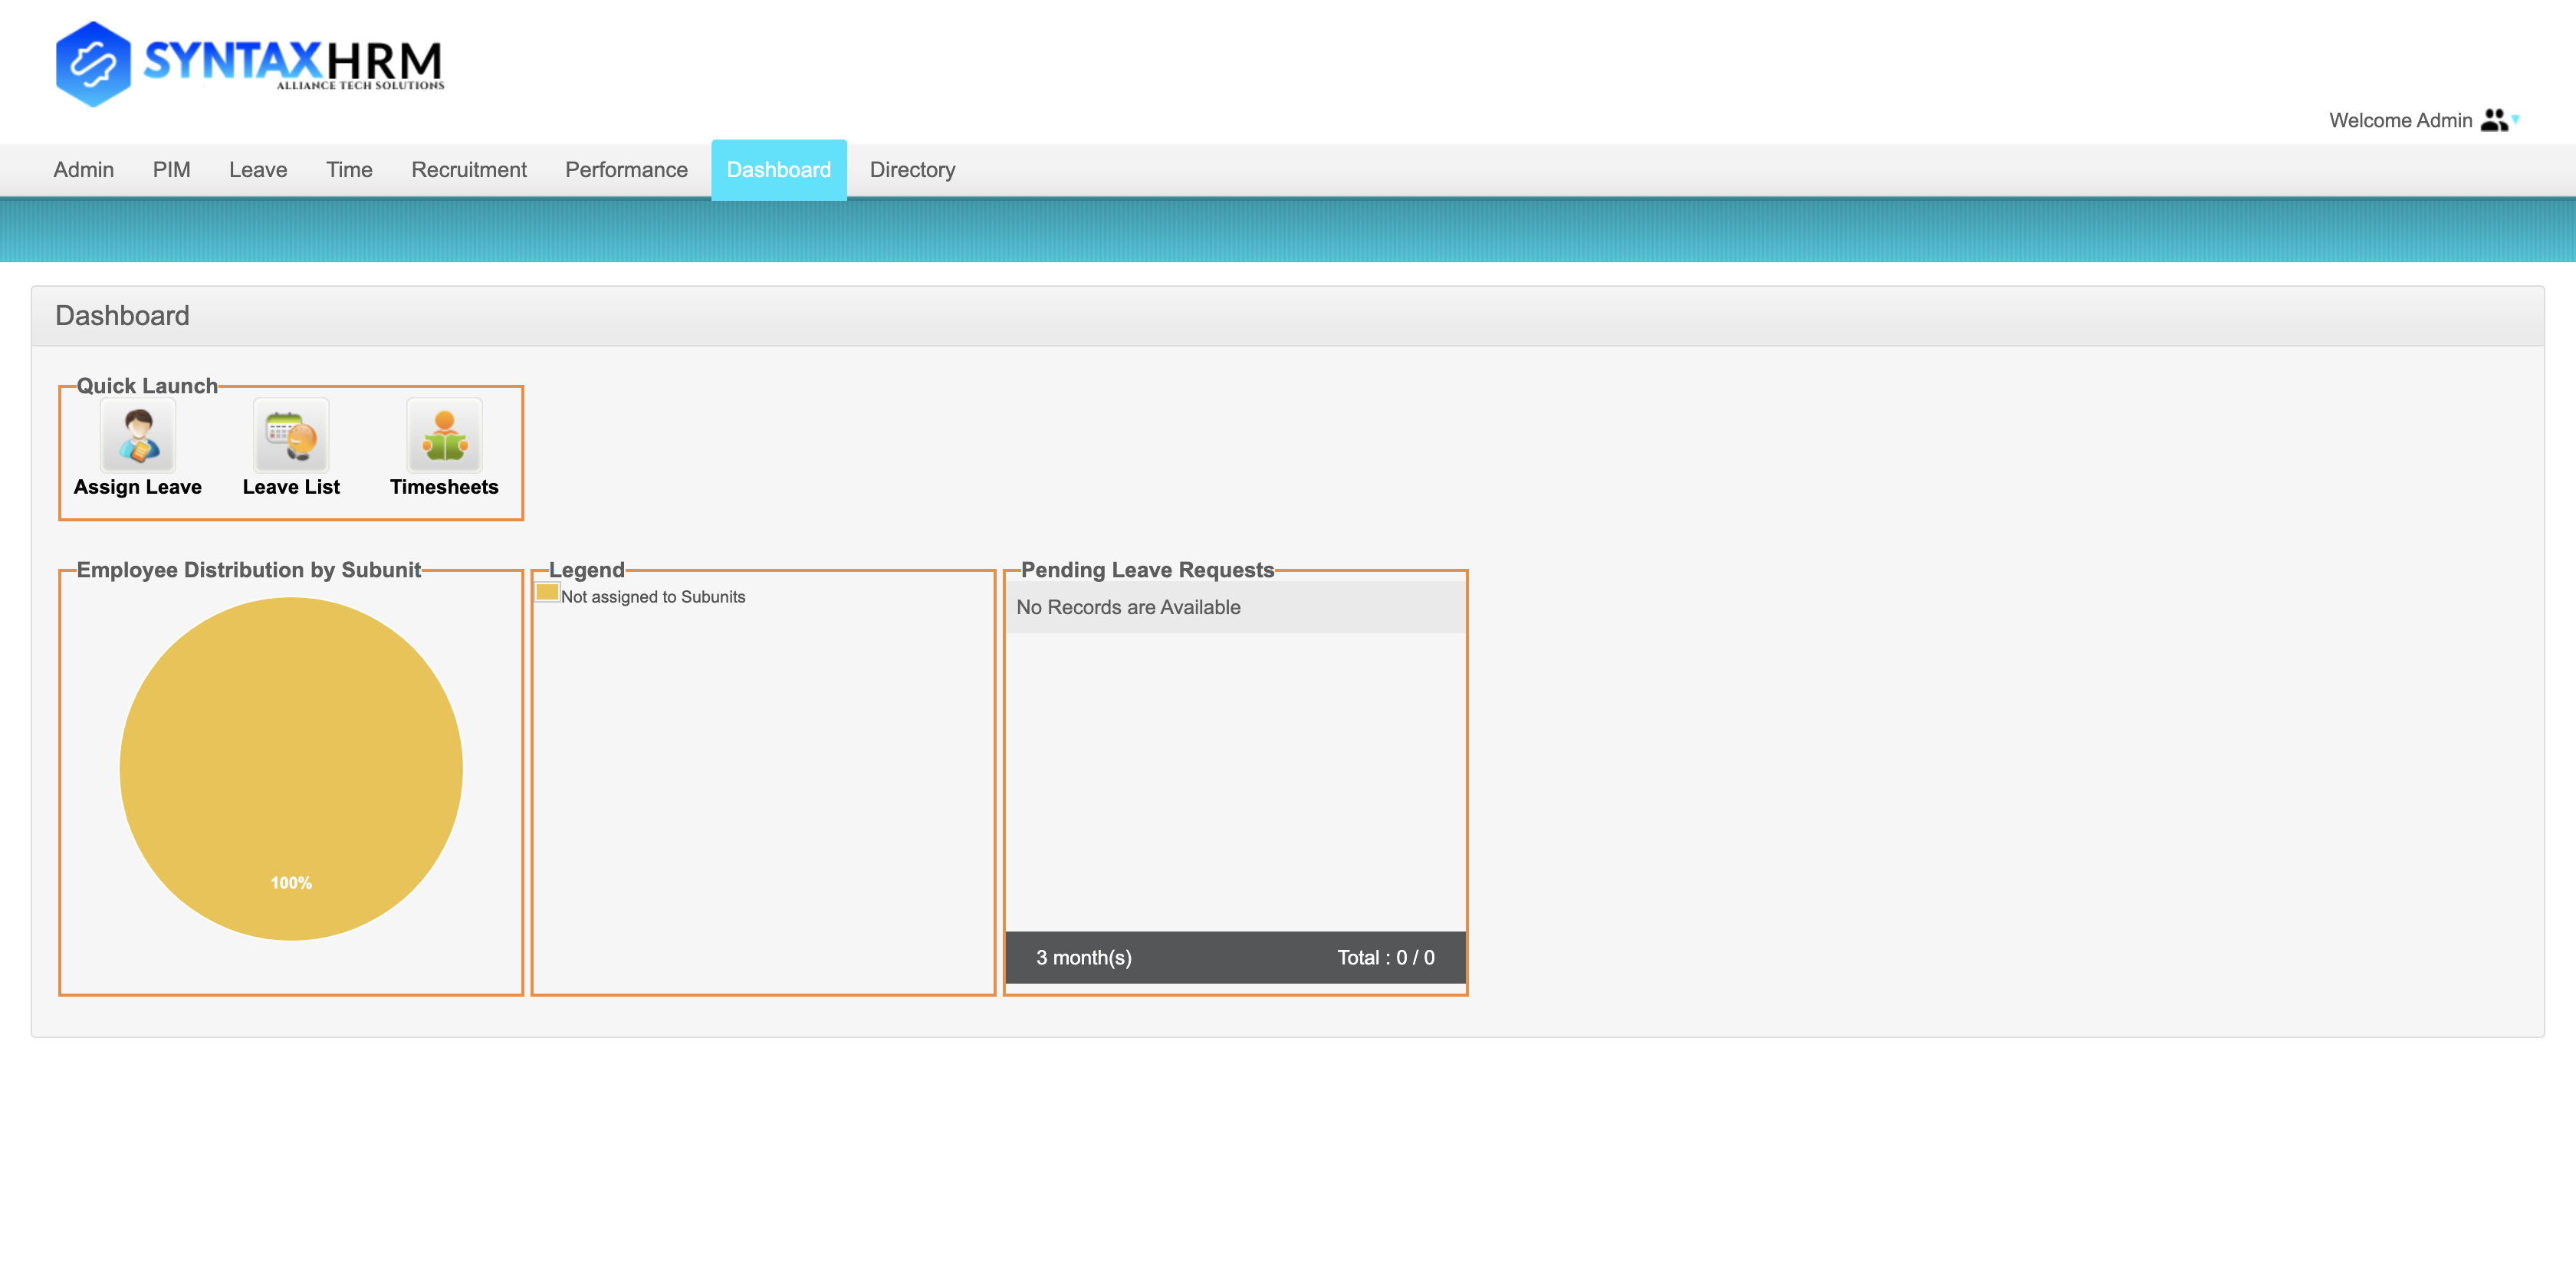 SYNTAXHRM
ALLIANCE TECH SOLUTIONS
Welcome Admin
Admin PIM Leave Time Recruitment Performance Dashboard Directory
Dashboard
Quick Launch
Assign Leave Leave List Timesheets
Employee Distribution by Subunit
100%
Legend
Not assigned to Subunits
Pending Leave Requests
No Records are Available
3 month(s) Total : 0 / 0